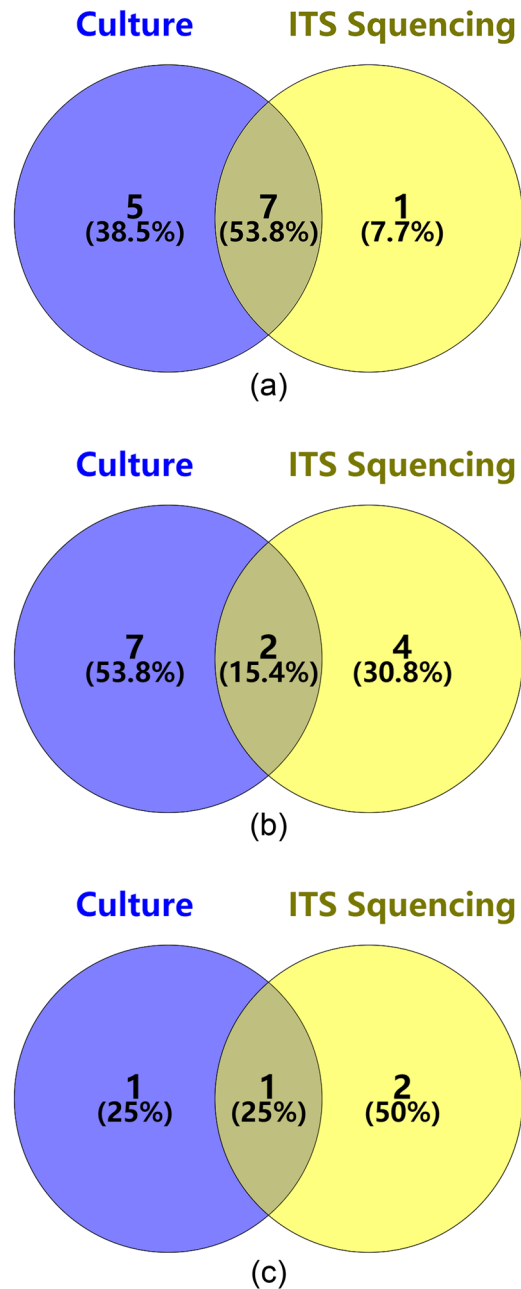 Culture ITS Squencing
5 7 1
(38.5%) (53.8%) (7.7%)
(a)
Culture ITS Squencing
7 2 4
(53.8%) (15.4%) (30.8%)
(b)
Culture ITS Squencing
1 1 2
(25%) (25%) (50%)
(c)